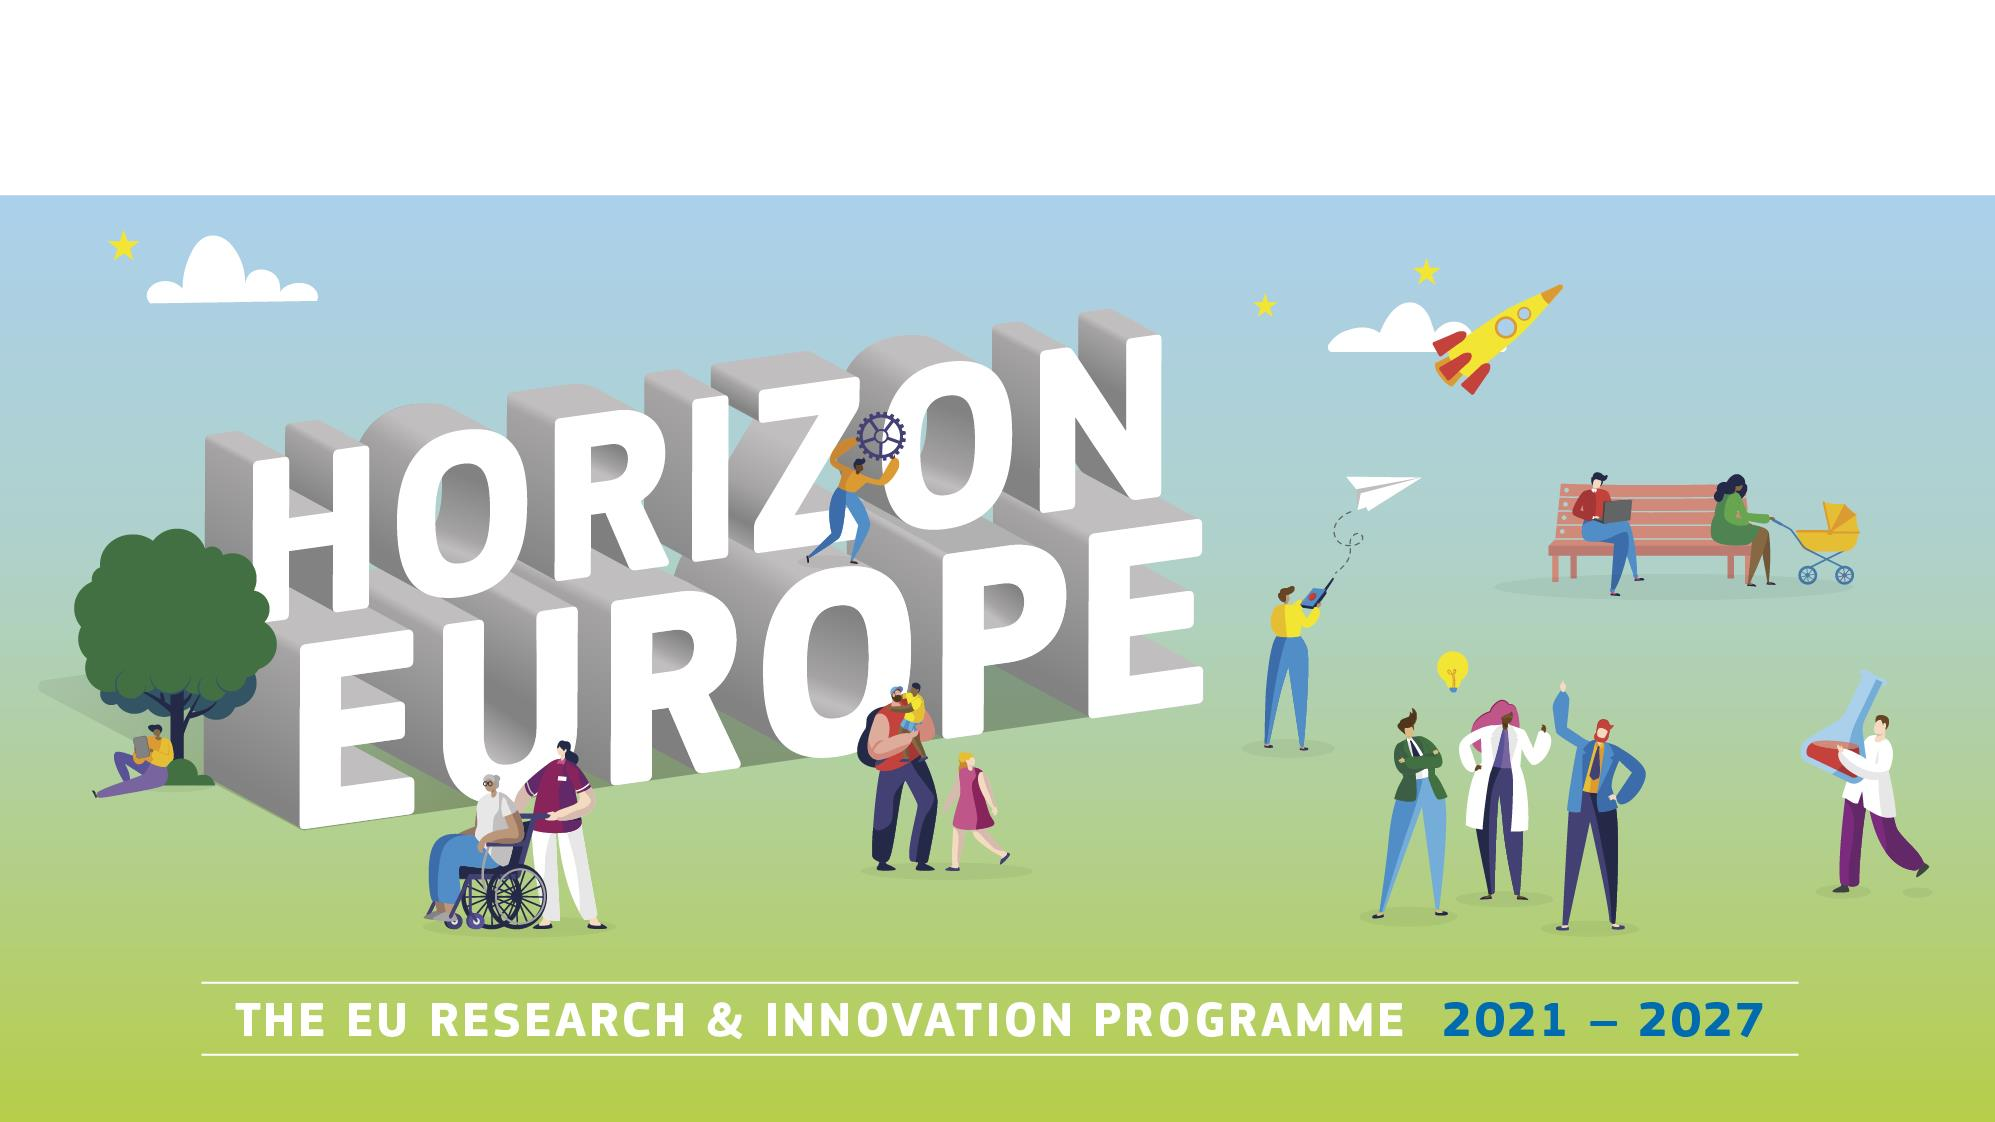 HORIZON
EUROPE
THE EU RESEARCH & INNOVATION PROGRAMME 2021 – 2027